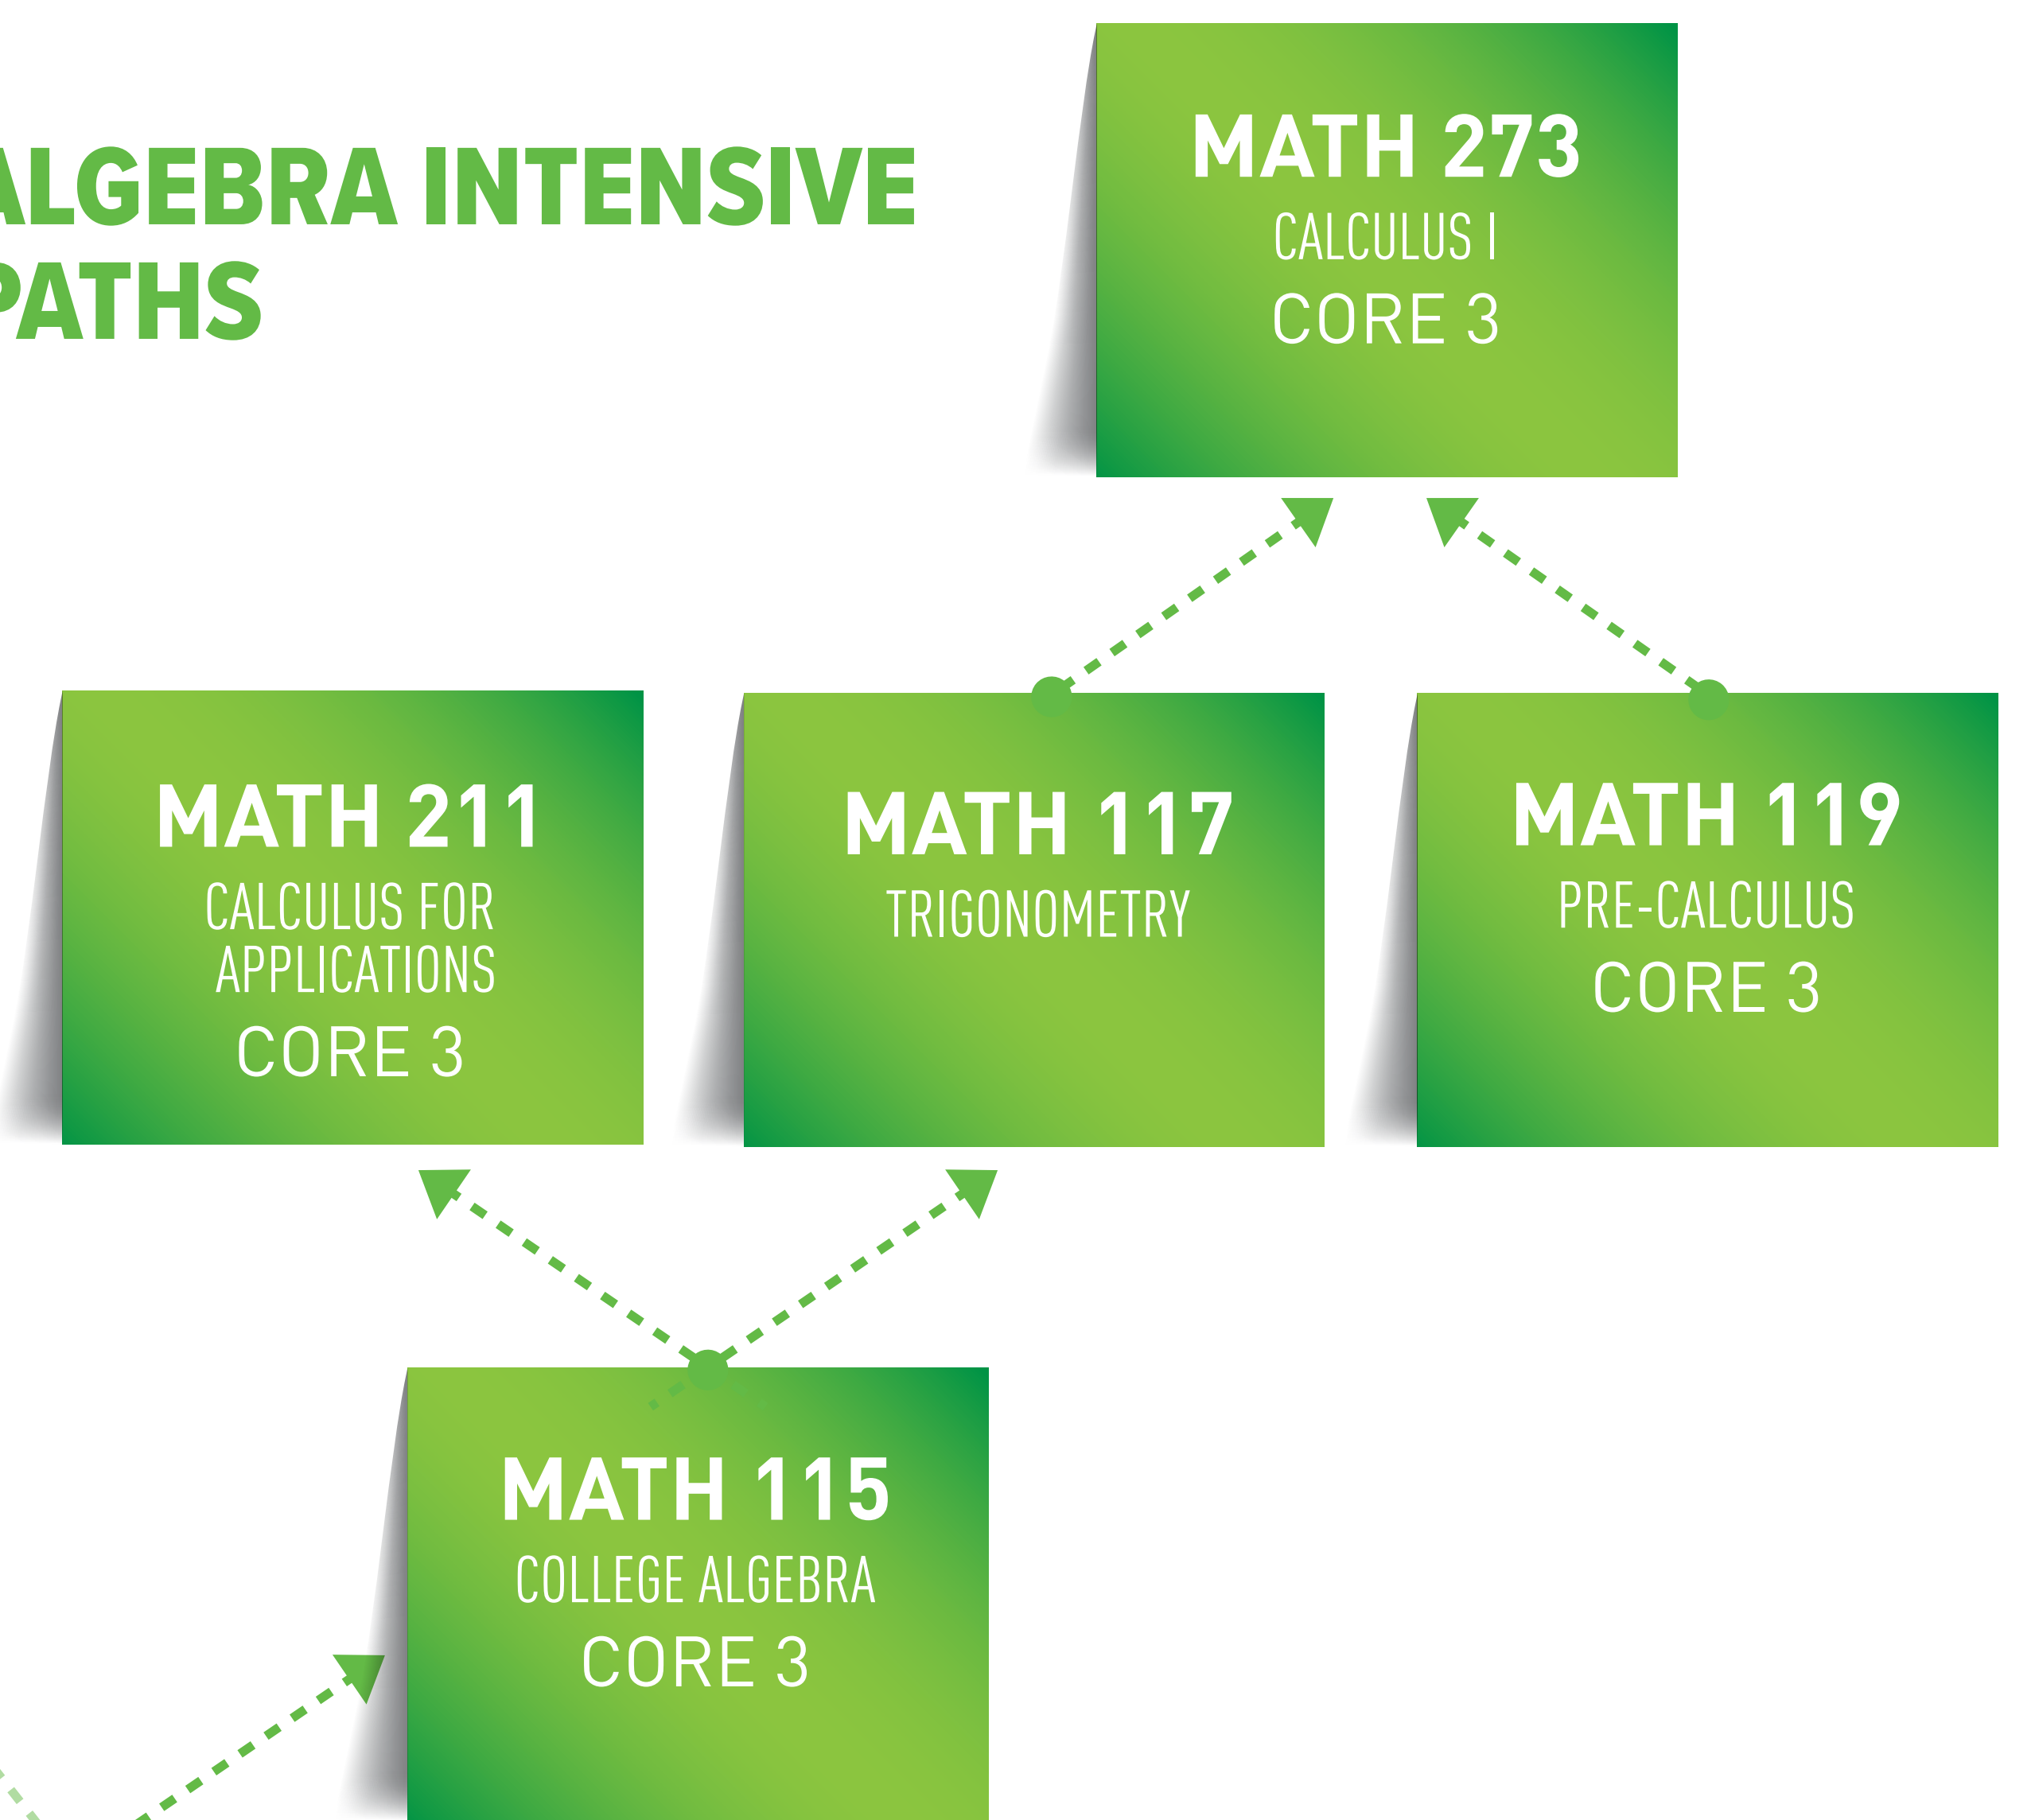 LGEBRA INTENSIVE
PATHS
MATH 273
CALCULUS I
CORE 3
MATH 211
CALCULUS FOR
APPLICATIONS
CORE 3
MATH 117
TRIGONOMETRY
MATH 119
PRE-CALCULUS
CORE 3
MATH 115
COLLEGE ALGEBRA
CORE 3